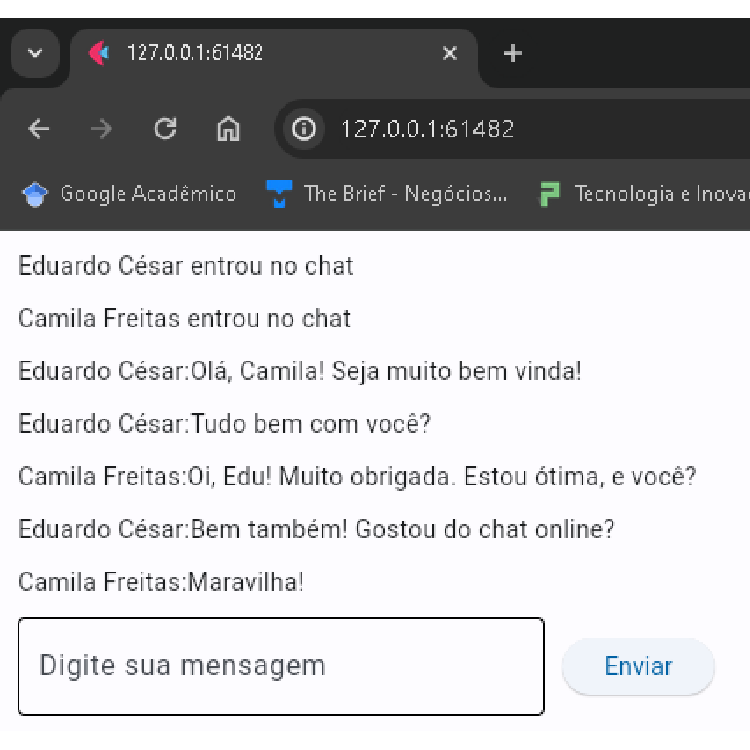 127.0.0.1:61482
127.0.0.1:61482
Google Acadêmico The Brief - Negócios... Tecnologia e Inova
Eduardo César entrou no chat
Camila Freitas entrou no chat
Eduardo César:Olá, Camila! Seja muito bem vinda!
Eduardo César:Tudo bem com você?
Camila Freitas:Oi, Edu! Muito obrigada. Estou ótima, e você?
Eduardo César:Bem também! Gostou do chat online?
Camila Freitas:Maravilha!
Digite sua mensagem Enviar